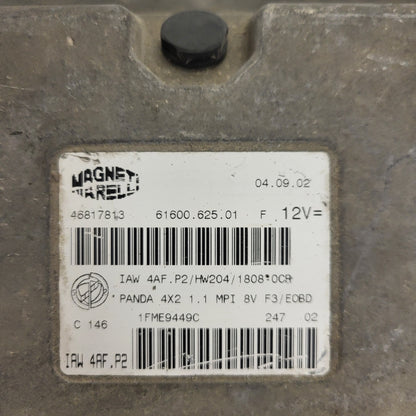 MAGNETI
MARELLI
04.09.02
46817813 61600.625.01 F 12V=
IAW 4AF.P2/HW204/1808*0CR
PANDA 4X2 1.1 MPI 8V F3/EOBD
C 146 1FME9449C 247 02
IAW 4AF.P2